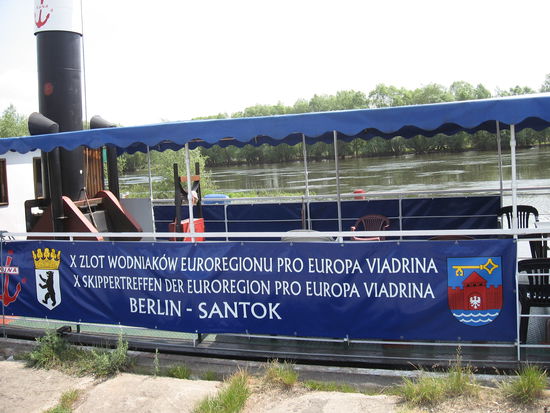 X ZLOT WODNIAKÓW EUROREGIONU PRO EUROPA VIADRINA
X SKIPPERTREFFEN DER EUROREGION PRO EUROPA VIADRINA
BERLIN - SANTOK